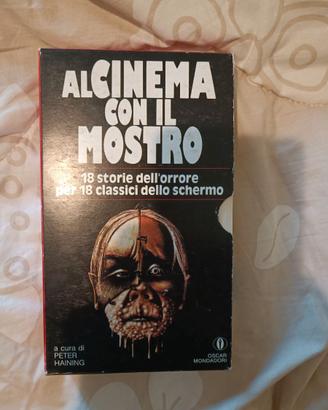 AL CINEMA
CON IL
MOSTRO
18 storie dell'orrore
per 18 classici dello schermo
a cura di
PETER
HAINING
OSCAR
MONDADORI